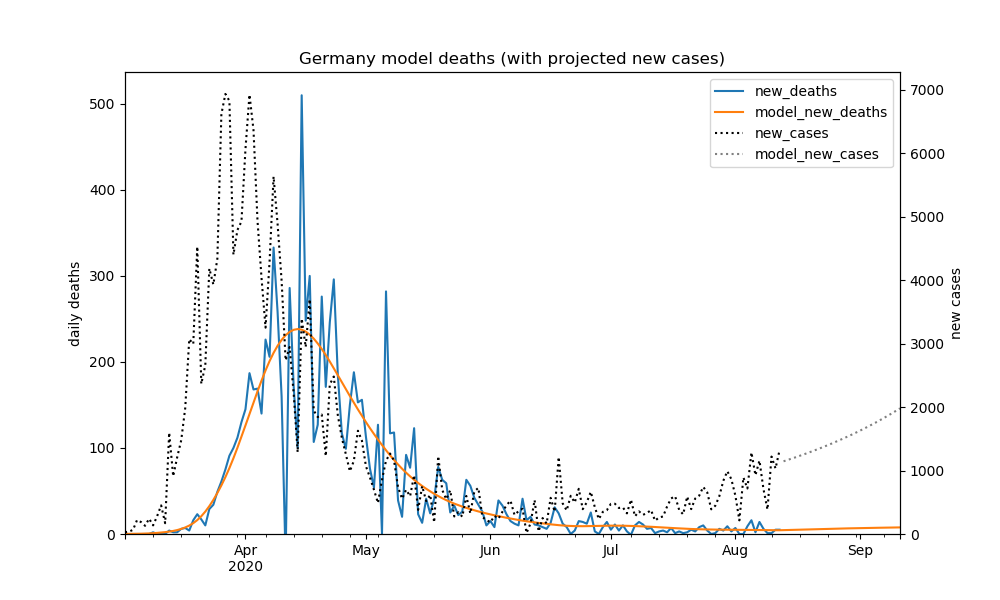 Germany model deaths (with projected new cases)
new_deaths
model_new_deaths
new_cases
model_new_cases
daily deaths
500
400
300
200
100
0
7000
6000
5000
4000
3000
2000
1000
0
new cases
Apr
2020
May
Jun
Jul
Aug
Sep